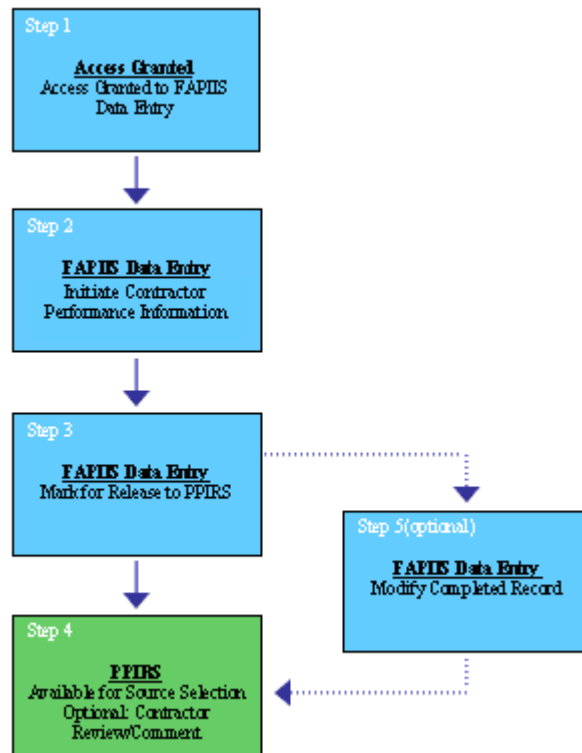 Step 1
Access Granted
Access Granted to FAPIIS
Data Entry
Step 2
FAPIIS Data Entry
Initiate Contractor
Performance Information
Step 3
FAPIIS Data Entry
Mark for Release to PPIRS
Step 5(optional)
FAPIIS Data Entry
Modify Completed Record
Step 4
PPIRS
Available for Source Selection
Optional: Contractor
Review/Comment